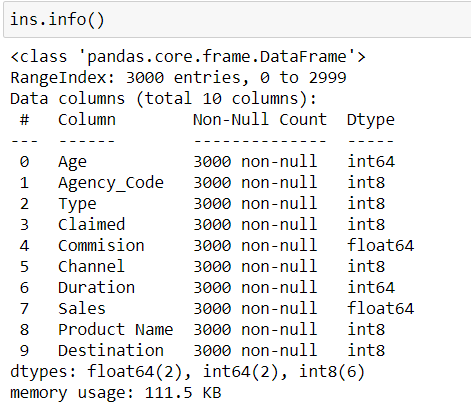 ins.info()
<class 'pandas.core.frame.DataFrame'>
RangeIndex: 3000 entries, 0 to 2999
Data columns (total 10 columns):
 #   Column        Non-Null Count  Dtype
---  ------        --------------  -----
 0   Age           3000 non-null   int64
 1   Agency_Code   3000 non-null   int8
 2   Type          3000 non-null   int8
 3   Claimed       3000 non-null   int8
 4   Commision     3000 non-null   float64
 5   Channel       3000 non-null   int8
 6   Duration      3000 non-null   int64
 7   Sales         3000 non-null   float64
 8   Product Name  3000 non-null   int8
 9   Destination   3000 non-null   int8
dtypes: float64(2), int64(2), int8(6)
memory usage: 111.5 KB